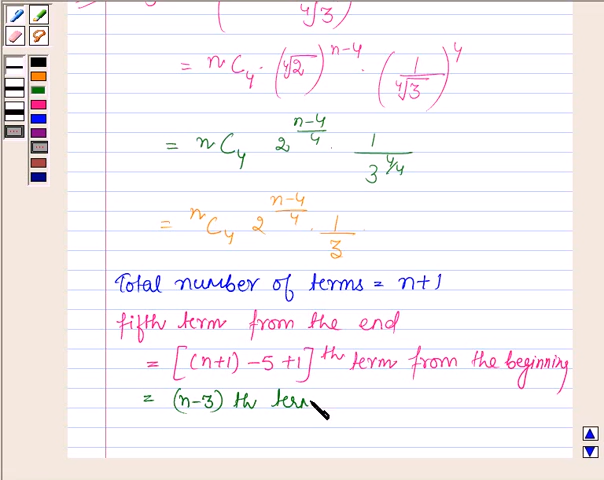 ( ∜3 )
= nC₄ · (∜2)ⁿ⁻⁴ · (1/∜3)⁴
= nC₄ 2^((n-4)/4) · 1/3^(4/4)
= ⁿC₄ 2^((n-4)/4) · 1/3
Total number of terms = n+1
fifth term from the end
= [(n+1) -5 +1]ᵗʰ term from the beginning
= (n-3) th term